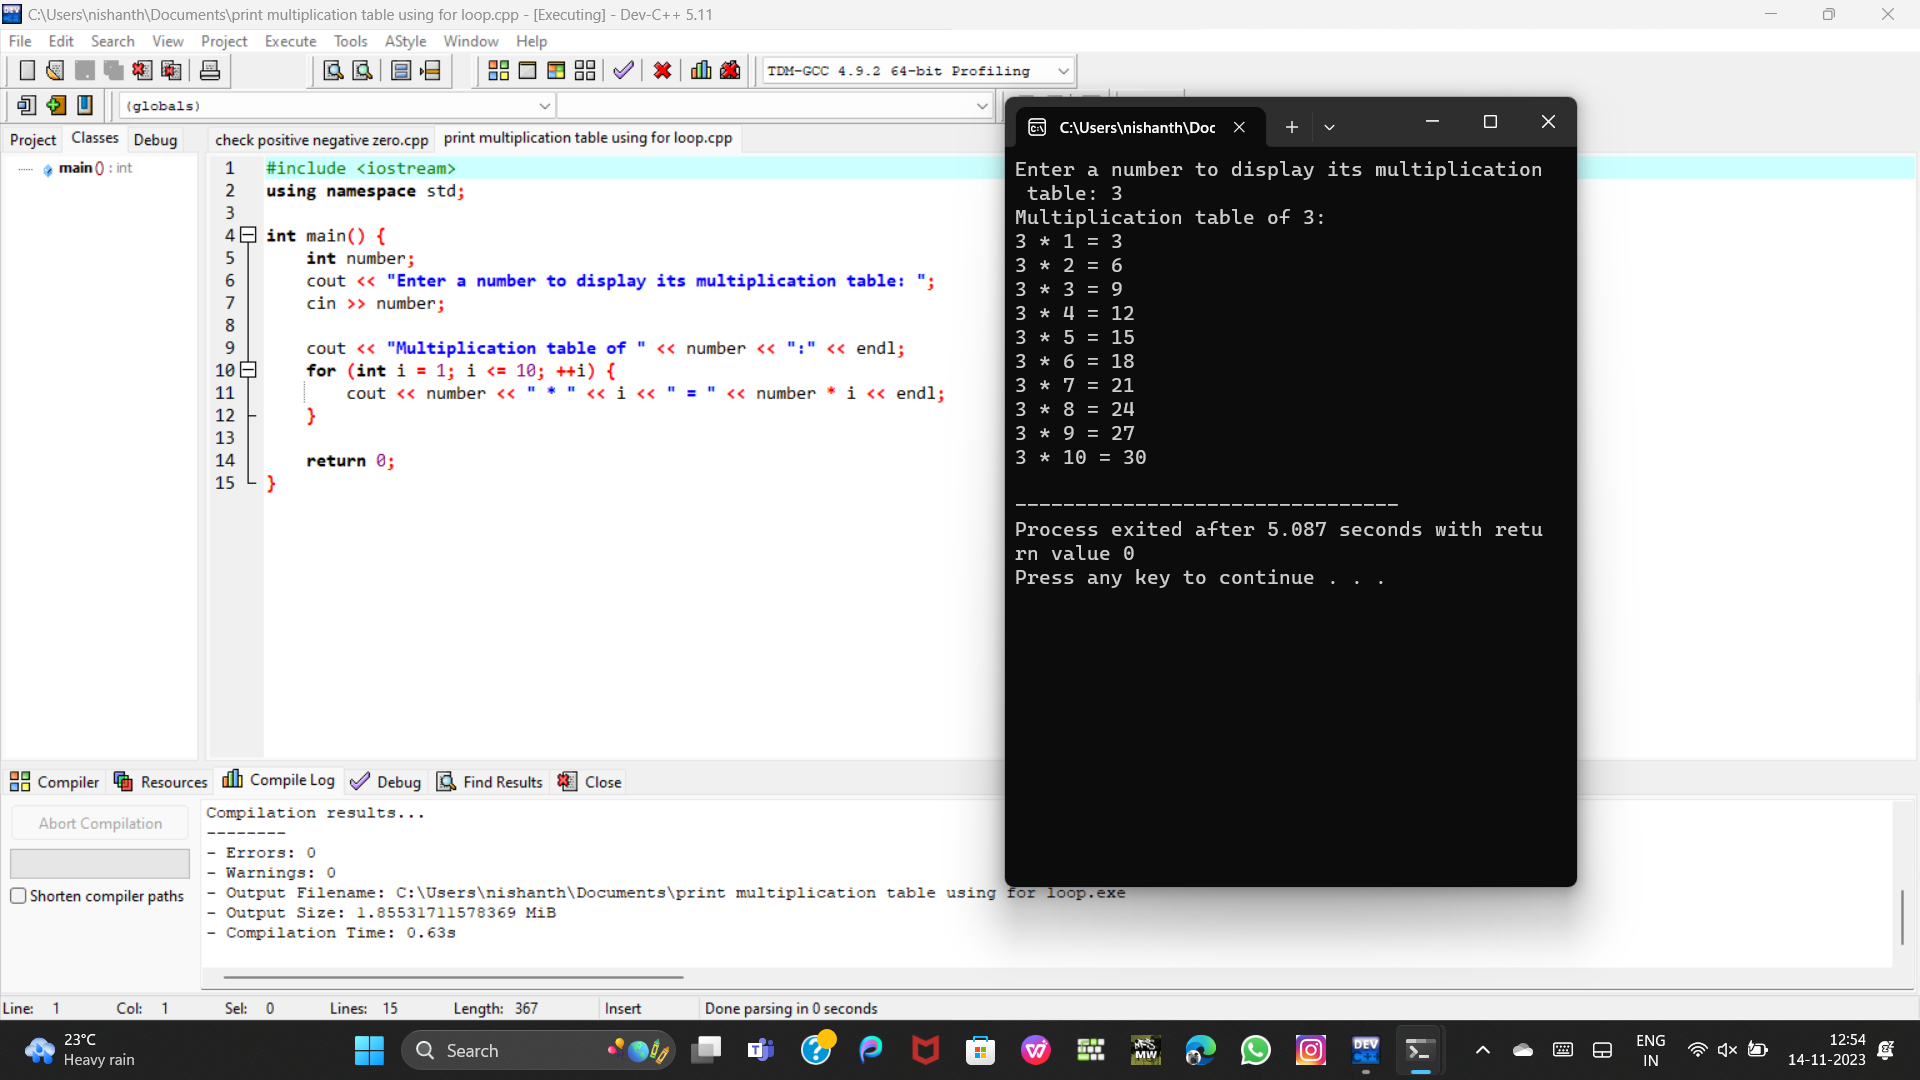 C:\Users\nishanth\Documents\print multiplication table using for loop.cpp - [Executing] - Dev-C++ 5.11
File Edit Search View Project Execute Tools AStyle Window Help
TDM-GCC 4.9.2 64-bit Profiling
(globals)
Project Classes Debug
check positive negative zero.cpp print multiplication table using for loop.cpp
main () : int
1 #include <iostream>
2 using namespace std;
3
4 int main() {
5 int number;
6 cout << "Enter a number to display its multiplication table: ";
7 cin >> number;
8
9 cout << "Multiplication table of " << number << ":" << endl;
10 for (int i = 1; i <= 10; ++i) {
11 cout << number << " * " << i << " = " << number * i << endl;
12 }
13
14 return 0;
15 }
C:\Users\nishanth\Doc
Enter a number to display its multiplication
table: 3
Multiplication table of 3:
3 * 1 = 3
3 * 2 = 6
3 * 3 = 9
3 * 4 = 12
3 * 5 = 15
3 * 6 = 18
3 * 7 = 21
3 * 8 = 24
3 * 9 = 27
3 * 10 = 30
--------------------------------
Process exited after 5.087 seconds with retu
rn value 0
Press any key to continue . . .
Compiler Resources Compile Log Debug Find Results Close
Abort Compilation
Shorten compiler paths
Compilation results...
--------
- Errors: 0
- Warnings: 0
- Output Filename: C:\Users\nishanth\Documents\print multiplication table using for loop.exe
- Output Size: 1.85531711578369 MiB
- Compilation Time: 0.63s
Line: 1 Col: 1 Sel: 0 Lines: 15 Length: 367 Insert Done parsing in 0 seconds
23°C
Heavy rain
Search
MW
DEV
ENG
IN
12:54
14-11-2023